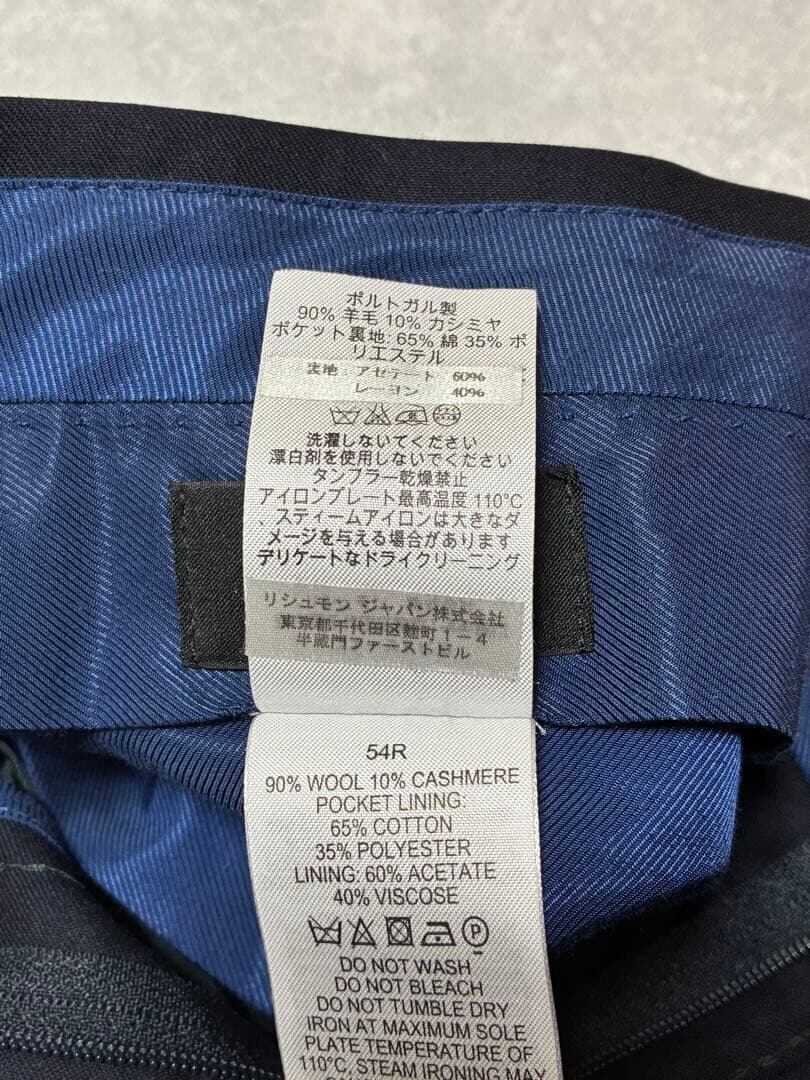 ポルトガル製
90% 羊毛 10% カシミヤ
ポケット裏地: 65% 綿 35% ポ
リエステル
裏地: アセテート 60%
レーヨン 40%
洗濯しないでください
漂白剤を使用しないでください
タンブラー乾燥禁止
アイロンプレート最高温度 110°C
、スティームアイロンは大きなダ
メージを与える場合があります
デリケートなドライクリーニング
リシュモン ジャパン株式会社
東京都千代田区麹町1-4
半蔵門ファーストビル
54R
90% WOOL 10% CASHMERE
POCKET LINING:
65% COTTON
35% POLYESTER
LINING: 60% ACETATE
40% VISCOSE
P
DO NOT WASH
DO NOT BLEACH
DO NOT TUMBLE DRY
IRON AT MAXIMUM SOLE
PLATE TEMPERATURE OF
110°C, STEAM IRONING MAY